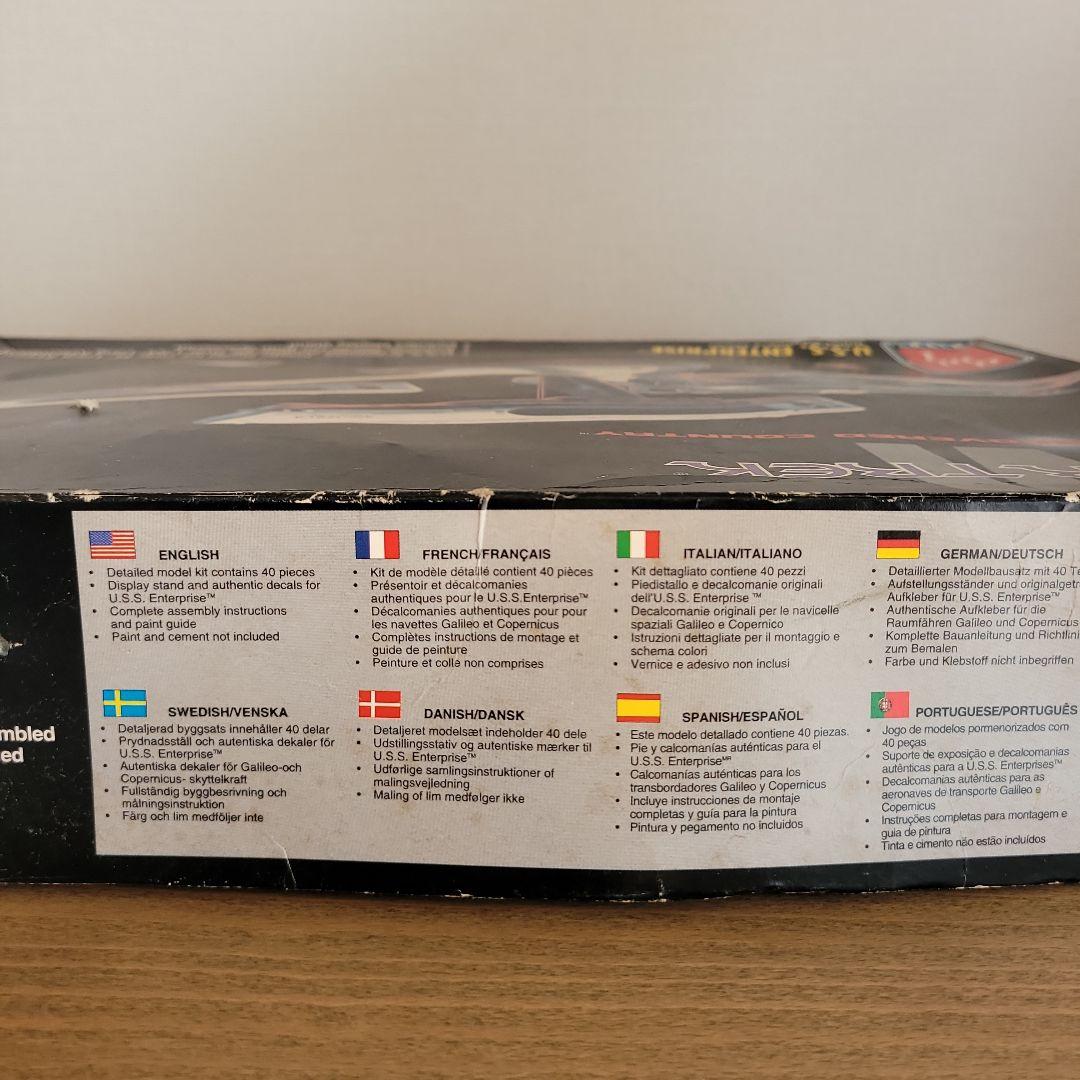 U.S.S. ENTERPRISE
COUNTRY
TREK
mbled
ed
ENGLISH
• Detailed model kit contains 40 pieces
• Display stand and authentic decals for
U.S.S. Enterprise™
• Complete assembly instructions
and paint guide
• Paint and cement not included
FRENCH/FRANÇAIS
• Kit de modèle détaillé contient 40 pièces
• Présentoir et décalcomanies
authentiques pour le U.S.S.Enterprise™
• Décalcomanies authentiques pour pour
les navettes Galileo et Copernicus
• Complètes instructions de montage et
guide de peinture
• Peinture et colle non comprises
ITALIAN/ITALIANO
• Kit dettagliato contiene 40 pezzi
• Piedistallo e decalcomanie originali
dell'U.S.S. Enterprise ™
• Decalcomanie originali per le navicelle
spaziali Galileo e Copernico
• Istruzioni dettagliate per il montaggio e
schema colori
• Vernice e adesivo non inclusi
GERMAN/DEUTSCH
• Detaillierter Modellbausatz mit 40 Te
• Aufstellungsständer und originalgetr
Aufkleber für U.S.S. Enterprise™
• Authentische Aufkleber für die
Raumfähren Galileo und Copernicus
• Komplette Bauanleitung und Richtlini
zum Bemalen
• Farbe und Klebstoff nicht inbegriffen
SWEDISH/VENSKA
• Detaljerad byggsats innehåller 40 delar
• Prydnadsställ och autentiska dekaler för
U.S.S. Enterprise™
• Autentiska dekaler för Galileo-och
Copernicus- skyttelkraft
• Fullständig byggbesrivning och
målningsinstruktion
• Färg och lim medföljer inte
DANISH/DANSK
• Detaljeret modelsæt indeholder 40 dele
• Udstillingsstativ og autentiske mærker til
U.S.S. Enterprise™
• Udførlige samlingsinstruktioner of
malingsvejledning
• Maling of lim medfølger ikke
SPANISH/ESPAÑOL
• Este modelo detallado contiene 40 piezas.
• Pie y calcomanías auténticas para el
U.S.S. Enterprise MR
• Calcomanías auténticas para los
transbordadores Galileo y Copernicus
• Incluye instrucciones de montaje
completas y guía para la pintura
• Pintura y pegamento no incluidos
PORTUGUESE/PORTUGUÊS
• Jogo de modelos pormenorizados com
40 peças
• Suporte de exposição e decalcomanias
autênticas para a U.S.S. Enterprises™
• Decalcomanias autênticas para as
aeronaves de transporte Galileo e
Copernicus
• Instruções completas para montagem e
guia de pintura
• Tinta e cimento não estão incluídos